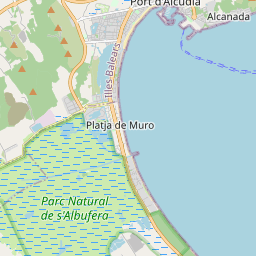 Port d'Alcúdia
Alcanada
Illes Balears
Platja de Muro
Parc Natural
de s'Albufera